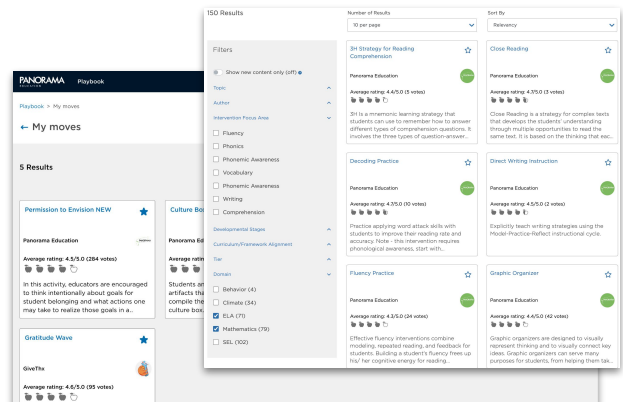 150 Results
Number of Results
10 per page
Sort By
Relevancy
Filters
Show new content only (off)
Topic
Author
Intervention Focus Area
Fluency
Phonics
Phonemic Awareness
Vocabulary
Phonemic Awareness
Writing
Comprehension
Developmental Stages
Curriculum/Framework Alignment
Tier
Domain
Behavior (4)
Climate (34)
ELA (71)
Mathematics (79)
SEL (102)
3H Strategy for Reading
Comprehension
Panorama Education
Average rating: 4.4/5.0 (5 votes)
3H is a mnemonic learning strategy that
students can use to remember how to answer
different types of comprehension questions. It
involves the three types of question-answer...
Close Reading
Panorama Education
Average rating: 4.7/5.0 (3 votes)
Close Reading is a strategy for complex texts
that develops the students' understanding
through multiple opportunities to read the
same text. It is based on the thinking that eac...
Decoding Practice
Panorama Education
Average rating: 4.7/5.0 (10 votes)
Practice applying word attack skills with
students to improve their reading rate and
accuracy. Note - this intervention requires
phonological awareness, start with...
Direct Writing Instruction
Panorama Education
Average rating: 4.5/5.0 (2 votes)
Explicitly teach writing strategies using the
Model-Practice-Reflect instructional cycle.
Fluency Practice
Panorama Education
Average rating: 4.3/5.0 (24 votes)
Effective fluency interventions combine
modeling, repeated reading, and feedback for
students. Building a student's fluency frees up
his/ her cognitive energy for reading...
Graphic Organizer
Panorama Education
Average rating: 4.4/5.0 (42 votes)
Graphic organizers are designed to visually
represent thinking and to visually connect key
ideas. Graphic organizers can serve many
purposes for students, from helping them tak...
PANORAMA
EDUCATION
Playbook
Playbook > My moves
← My moves
5 Results
Permission to Envision NEW
Panorama Education
Average rating: 4.5/5.0 (284 votes)
In this activity, educators are encouraged
to think intentionally about goals for
student belonging and what actions one
may take to realize those goals in a..
Culture Bo
Panorama Ed
Average ratin
Students an
artifacts tha
compile the
culture box.
Gratitude Wave
GiveThx
Average rating: 4.6/5.0 (95 votes)